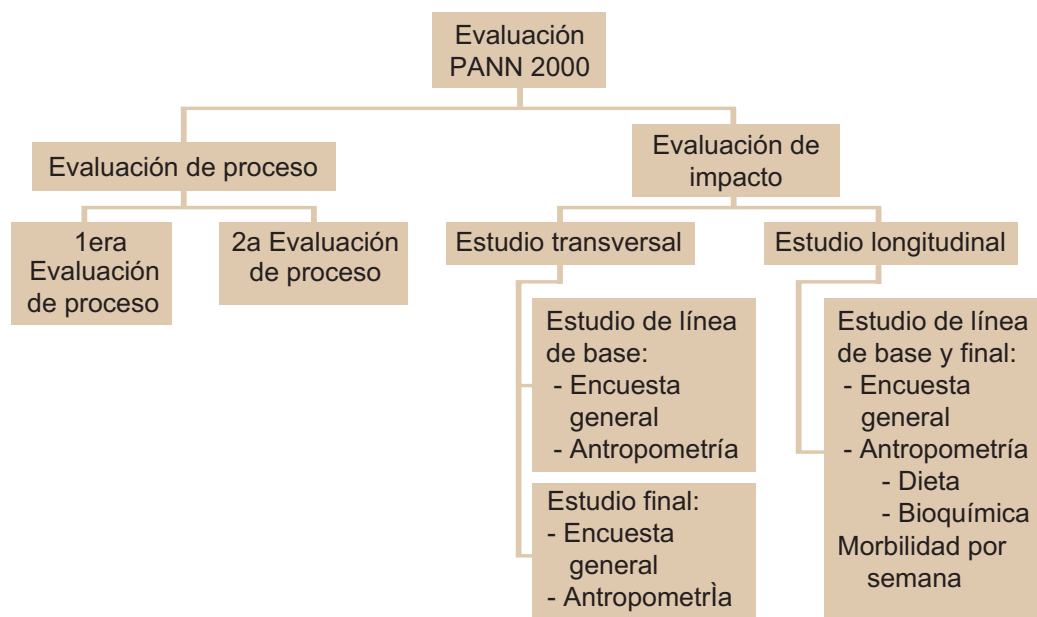 Evaluación
PANN 2000
Evaluación de proceso
Evaluación de
impacto
1era
Evaluación
de proceso
2a Evaluación
de proceso
Estudio transversal
Estudio longitudinal
Estudio de línea
de base:
- Encuesta
general
- Antropometría
Estudio final:
- Encuesta
general
- AntropometrÌa
Estudio de línea
de base y final:
- Encuesta
general
- Antropometría
- Dieta
- Bioquímica
Morbilidad por
semana